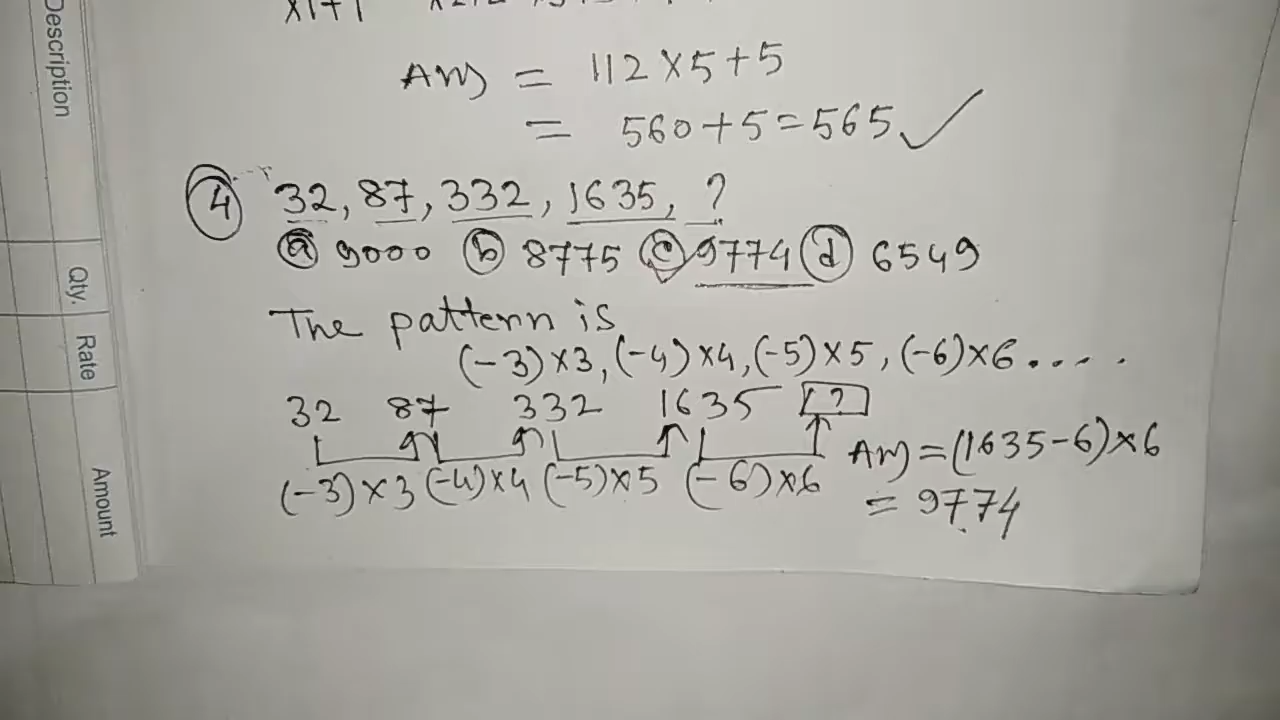 ×1+1
Ans = 112×5+5
= 560+5=565 ✓
④ 32, 87, 332, 1635, ?
ⓐ 9000 ⓑ 8775 ⓒ 9774 ⓓ 6549
The pattern is
(-3)×3, (-4)×4, (-5)×5, (-6)×6 ....
32 87 332 1635 ?
(-3)×3 (-4)×4 (-5)×5 (-6)×6
Ans = (1635-6)×6
= 9774
Description
Qty.
Rate
Amount